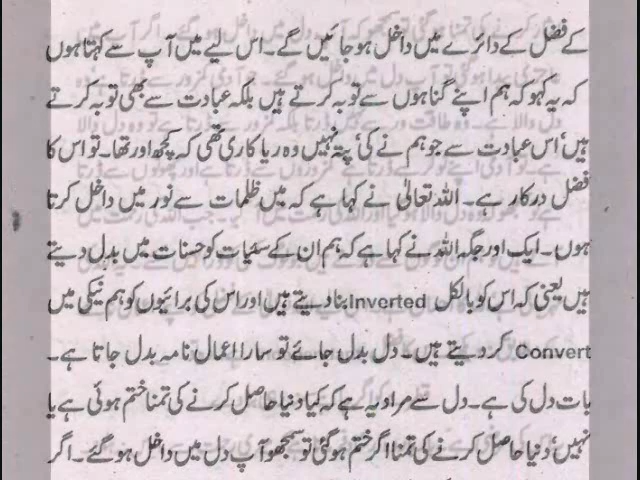 کے فضل کے دائرے میں داخل ہو جائیں گے۔ اس لیے میں آپ سے کہتا ہوں
کہ یہ کہو کہ ہم اپنے گناہوں سے توبہ کرتے ہیں بلکہ عبادت سے بھی توبہ کرتے
ہیں' اس عبادت سے جو ہم نے کی' پتہ نہیں وہ ریا کاری تھی کہ کچھ اور تھا۔ تو اس کا
فضل درکار ہے۔ اللہ تعالیٰ نے کہا ہے کہ میں ظلمات سے نور میں داخل کرتا
ہوں۔ ایک اور جگہ اللہ نے کہا ہے کہ ہم ان کے سئیات کو حسنات میں بدل دیتے
ہیں یعنی کہ اس کو بالکل Inverted بنا دیتے ہیں اور اس کی برائیوں کو ہم نیکی میں
Convert کر دیتے ہیں۔ دل بدل جائے تو سارا اعمال نامہ بدل جاتا ہے۔
بات دل کی ہے۔ دل سے مراد یہ ہے کہ کیا دنیا حاصل کرنے کی تمنا ختم ہوئی ہے یا
نہیں' دنیا حاصل کرنے کی تمنا اگر ختم ہو گئی تو سمجھو آپ دل میں داخل ہو گئے۔ اگر